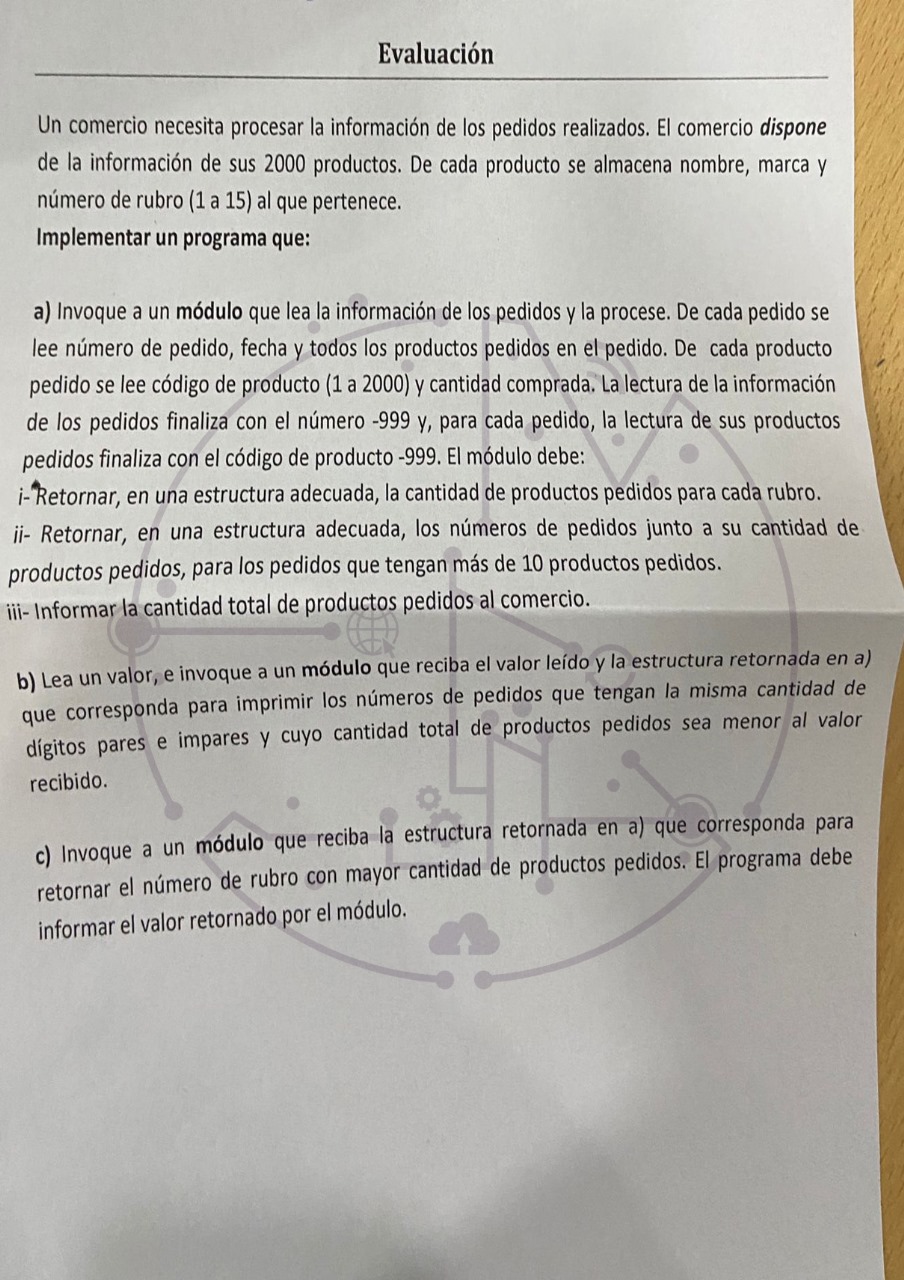 Evaluación
Un comercio necesita procesar la información de los pedidos realizados. El comercio dispone
de la información de sus 2000 productos. De cada producto se almacena nombre, marca y
número de rubro (1 a 15) al que pertenece.
Implementar un programa que:
a) Invoque a un módulo que lea la información de los pedidos y la procese. De cada pedido se
lee número de pedido, fecha y todos los productos pedidos en el pedido. De cada producto
pedido se lee código de producto (1 a 2000) y cantidad comprada. La lectura de la información
de los pedidos finaliza con el número -999 y, para cada pedido, la lectura de sus productos
pedidos finaliza con el código de producto -999. El módulo debe:
i- Retornar, en una estructura adecuada, la cantidad de productos pedidos para cada rubro.
ii- Retornar, en una estructura adecuada, los números de pedidos junto a su cantidad de
productos pedidos, para los pedidos que tengan más de 10 productos pedidos.
iii- Informar la cantidad total de productos pedidos al comercio.
b) Lea un valor, e invoque a un módulo que reciba el valor leído y la estructura retornada en a)
que corresponda para imprimir los números de pedidos que tengan la misma cantidad de
dígitos pares e impares y cuyo cantidad total de productos pedidos sea menor al valor
recibido.
c) Invoque a un módulo que reciba la estructura retornada en a) que corresponda para
retornar el número de rubro con mayor cantidad de productos pedidos. El programa debe
informar el valor retornado por el módulo.